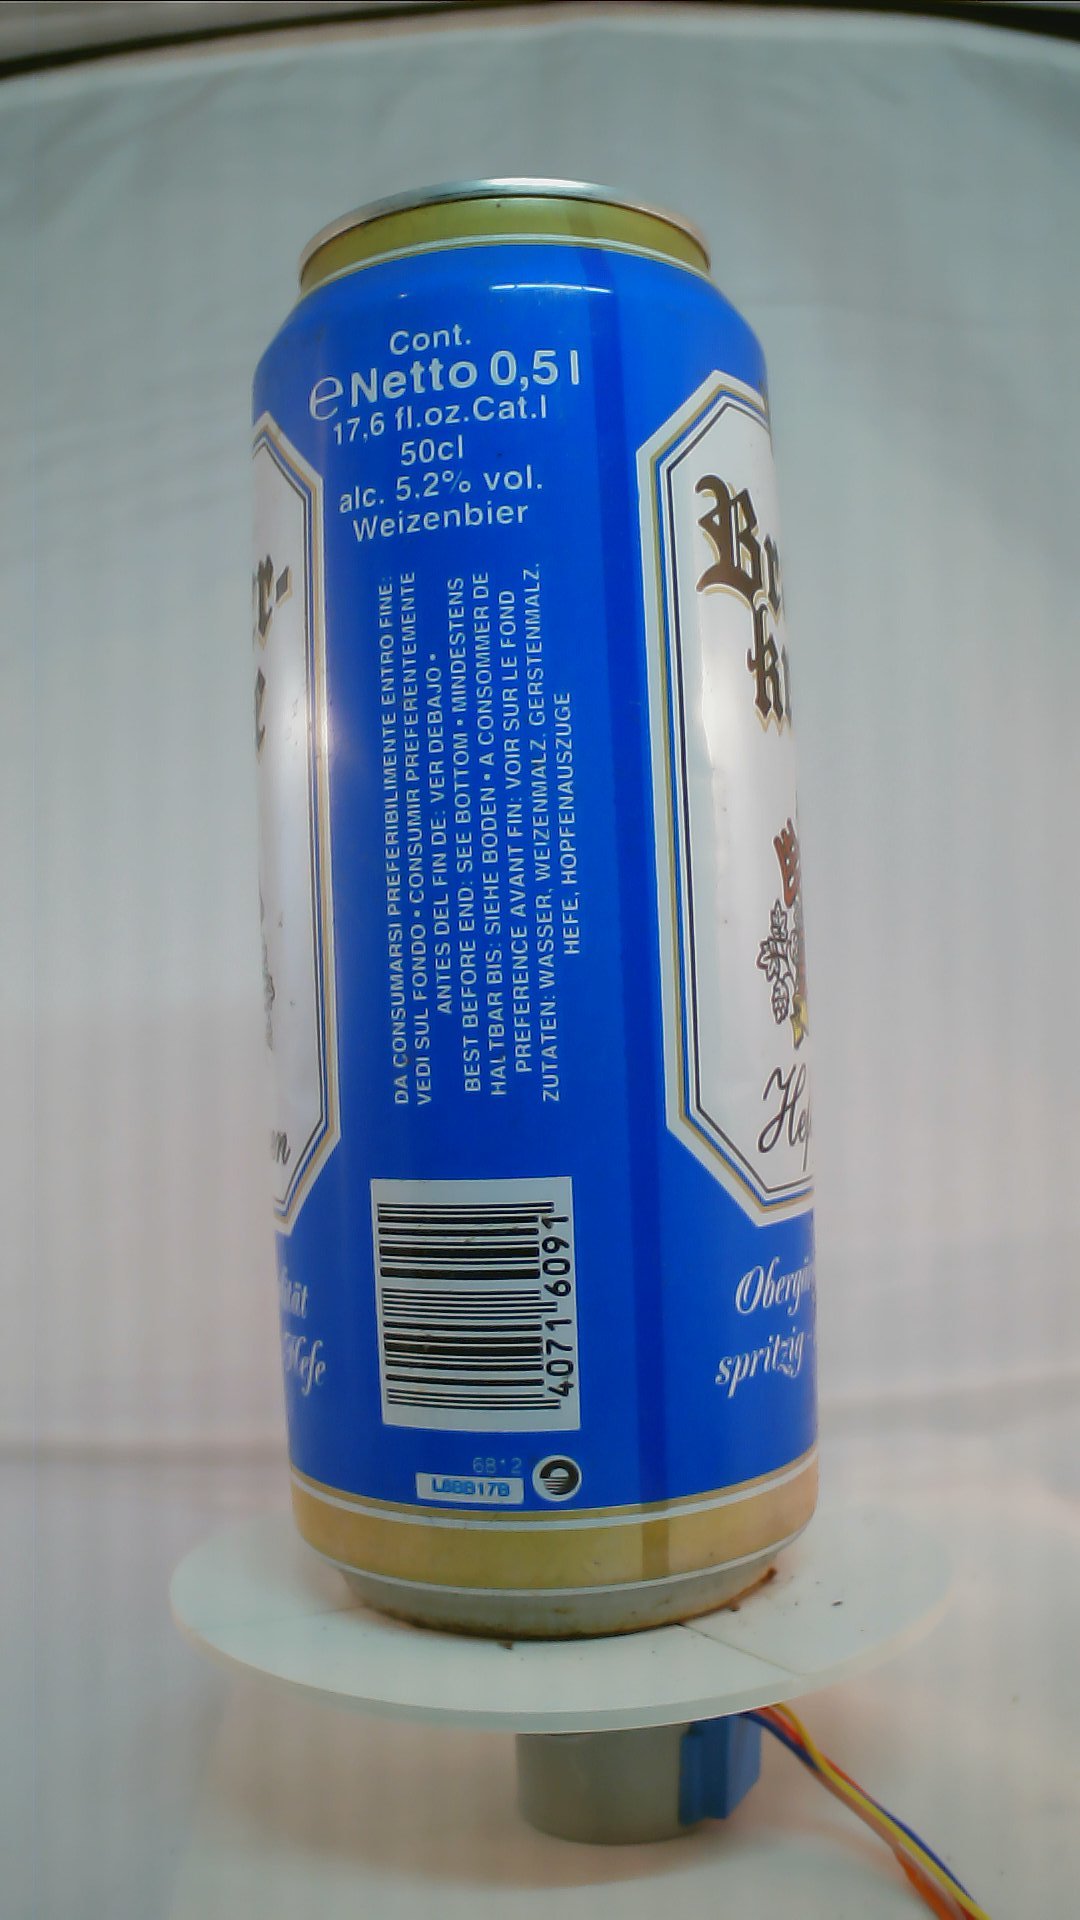 Cont.
℮ Netto 0,5 l
17,6 fl.oz.Cat.I
50cl
alc. 5.2% vol.
Weizenbier
DA CONSUMARSI PREFERIBILIMENTE ENTRO FINE:
VEDI SUL FONDO • CONSUMIR PREFERENTEMENTE
ANTES DEL FIN DE: VER DEBAJO •
BEST BEFORE END: SEE BOTTOM • MINDESTENS
HALTBAR BIS: SIEHE BODEN • A CONSOMMER DE
PREFERENCE AVANT FIN: VOIR SUR LE FOND
ZUTATEN: WASSER, WEIZENMALZ, GERSTENMALZ,
HEFE, HOPFENAUSZUGE
4071 6091
68*2
Hefe
spritzig -